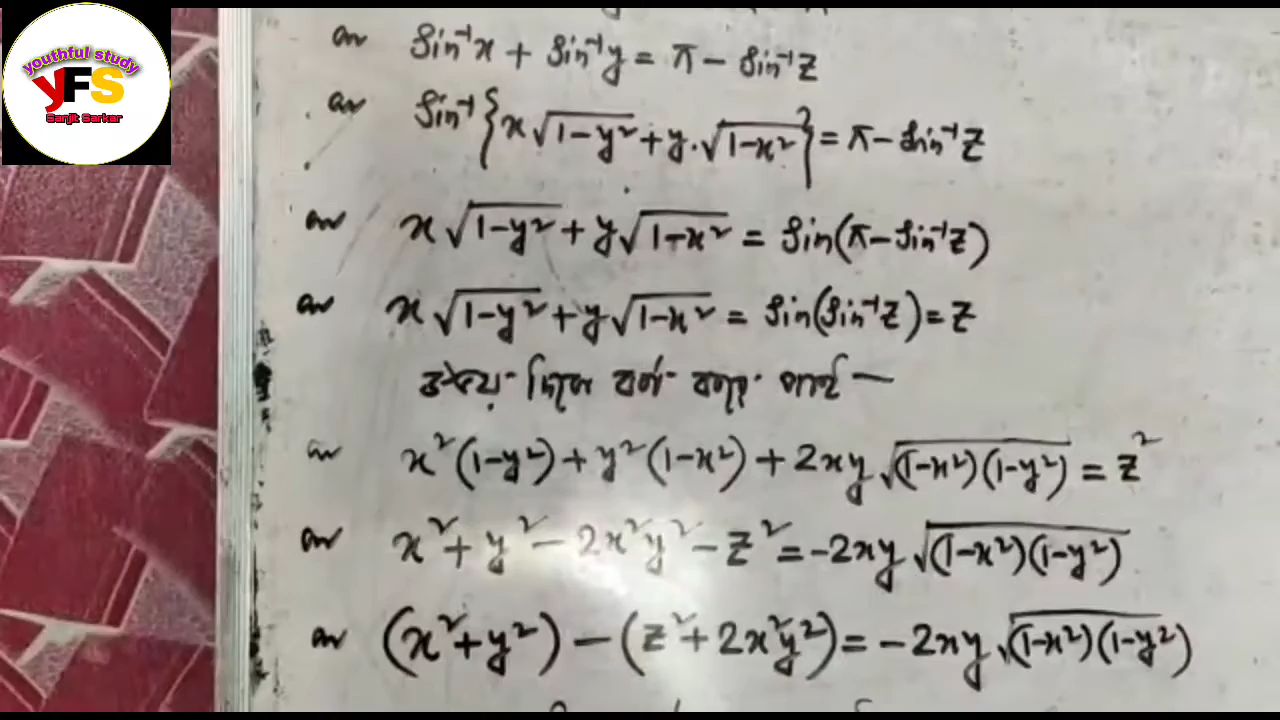 youthful study
YFS
Sanjit Sarker
or sin⁻¹x + sin⁻¹y = π − sin⁻¹z
or sin⁻¹{x√(1−y²) + y.√(1−x²)} = π − sin⁻¹z
or x√(1−y²) + y√(1−x²) = sin(π − sin⁻¹z)
or x√(1−y²) + y√(1−x²) = sin(sin⁻¹z) = z
বর্গ করে পাই —
or x²(1−y²) + y²(1−x²) + 2xy√((1−x²)(1−y²)) = z²
or x² + y² − 2x²y² − z² = −2xy√((1−x²)(1−y²))
or (x² + y²) − (z² + 2x²y²) = −2xy√((1−x²)(1−y²))